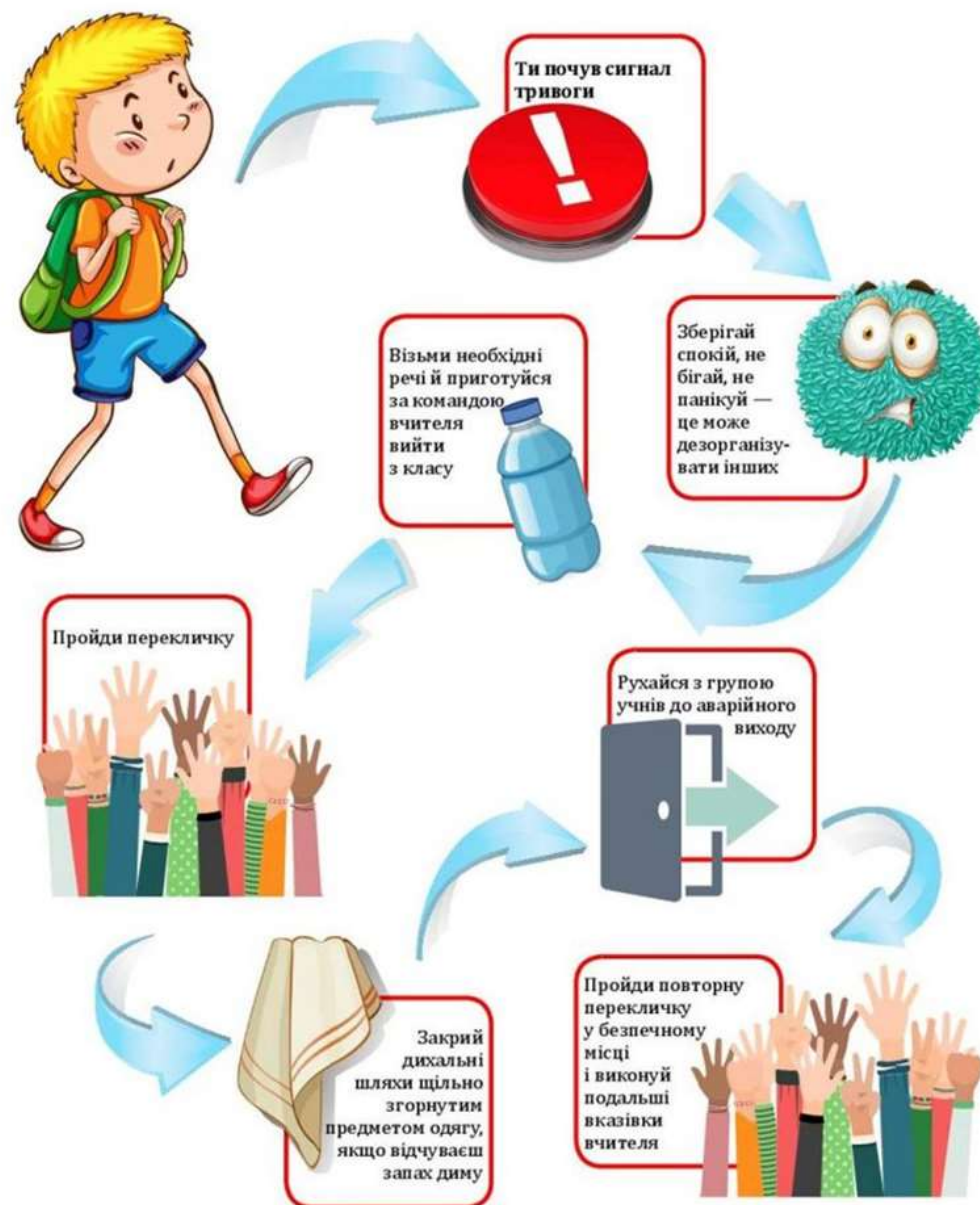 Ти почув сигнал
тривоги
Зберігай
спокій, не
бігай, не
панікуй —
це може
дезорганізу-
вати інших
Візьми необхідні
речі й приготуйся
за командою
вчителя
вийти
з класу
Пройди перекличку
Закрий
дихальні
шляхи щільно
згорнутим
предметом одягу,
якщо відчуваєш
запах диму
Рухайся з групою
учнів до аварійного
виходу
Пройди повторну
перекличку
у безпечному
місці
і виконуй
подальші
вказівки
вчителя